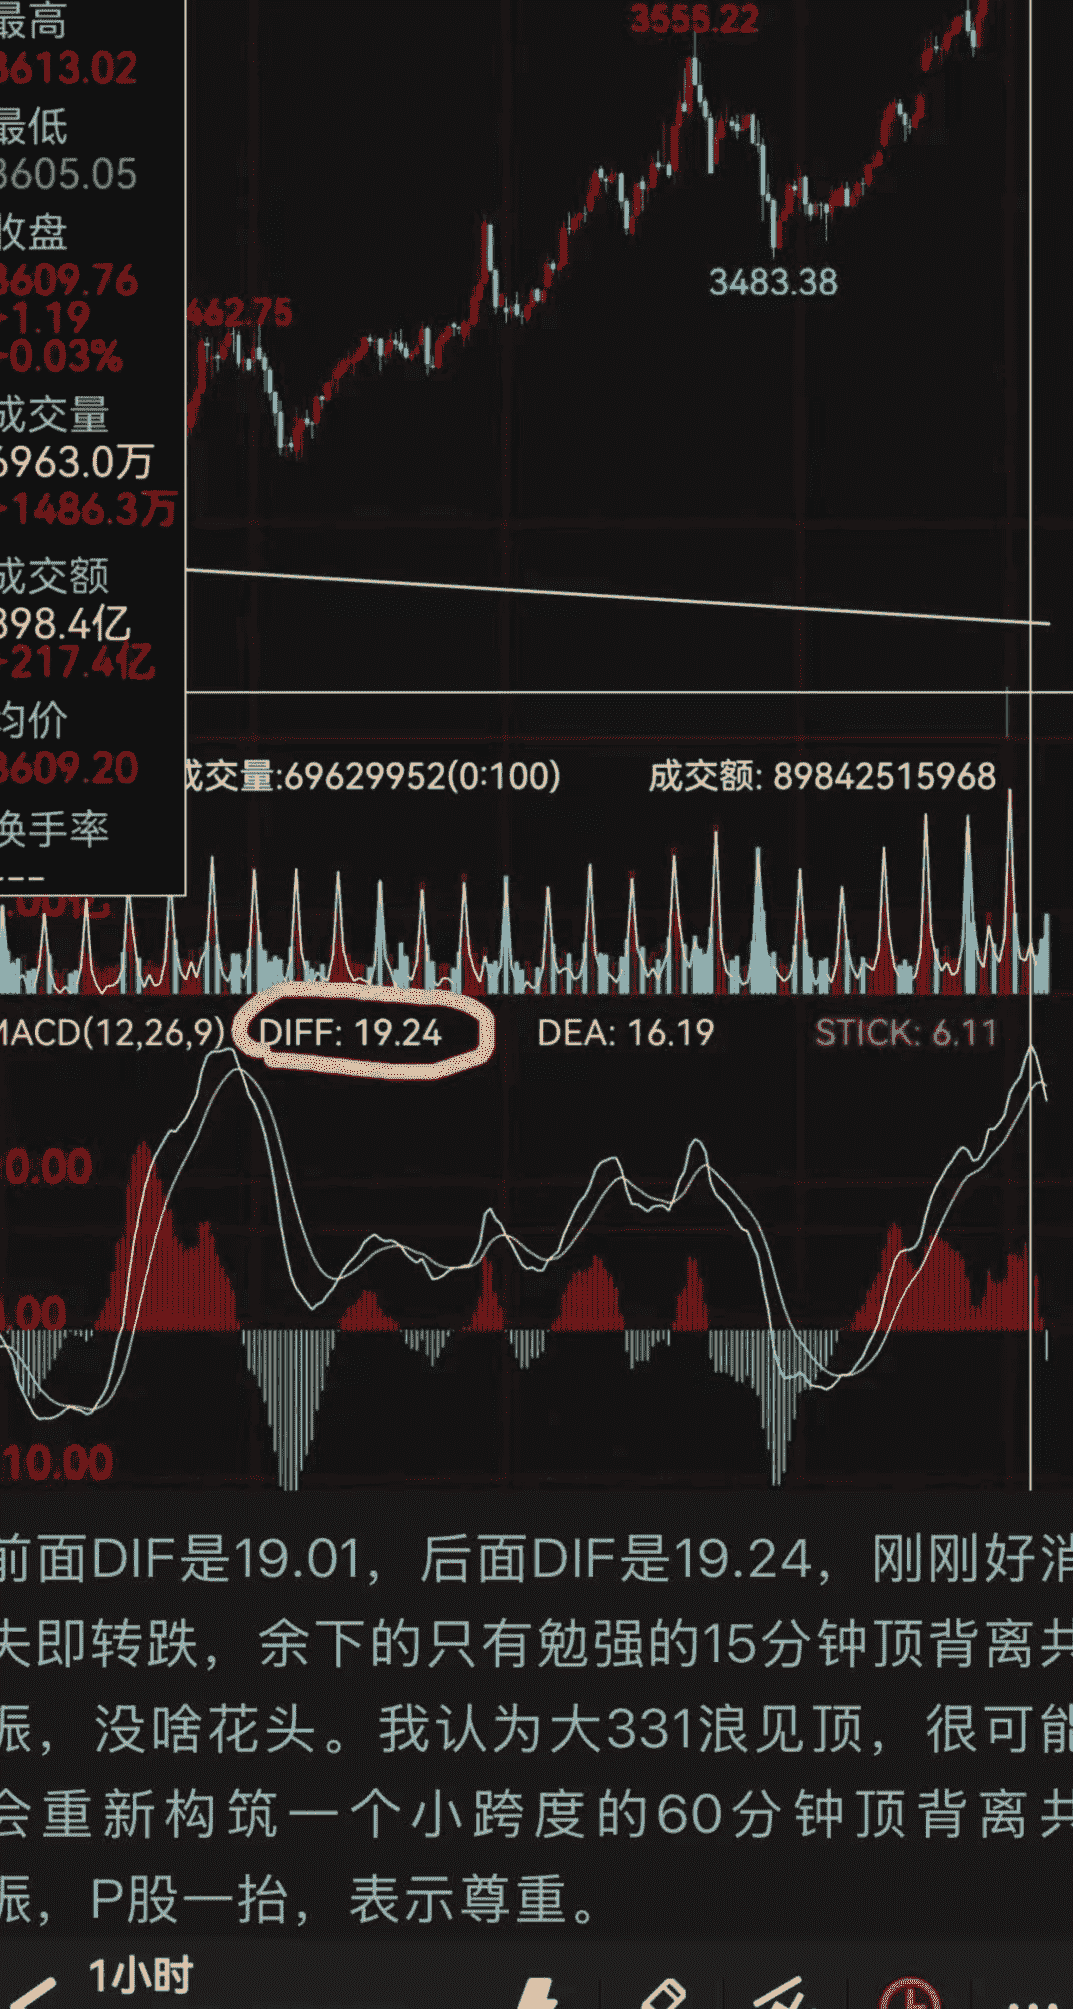 最高
3555.22
3613.02
最低
3605.05
收盘
3609.76
3483.38
+1.19
462.75
+0.03%
成交量
6963.0万
+1486.3万
成交额
898.4亿
+217.4亿
均价
3609.20
成交量:69629952(0:100) 成交额: 89842515968
换手率
---
.00亿
MACD(12,26,9) DIFF: 19.24 DEA: 16.19 STICK: 6.11
0.00
.00
10.00
前面DIF是19.01，后面DIF是19.24，刚刚好消
失即转跌，余下的只有勉强的15分钟顶背离共
振，没啥花头。我认为大331浪见顶，很可能
会重新构筑一个小跨度的60分钟顶背离共
振，P股一抬，表示尊重。
1小时